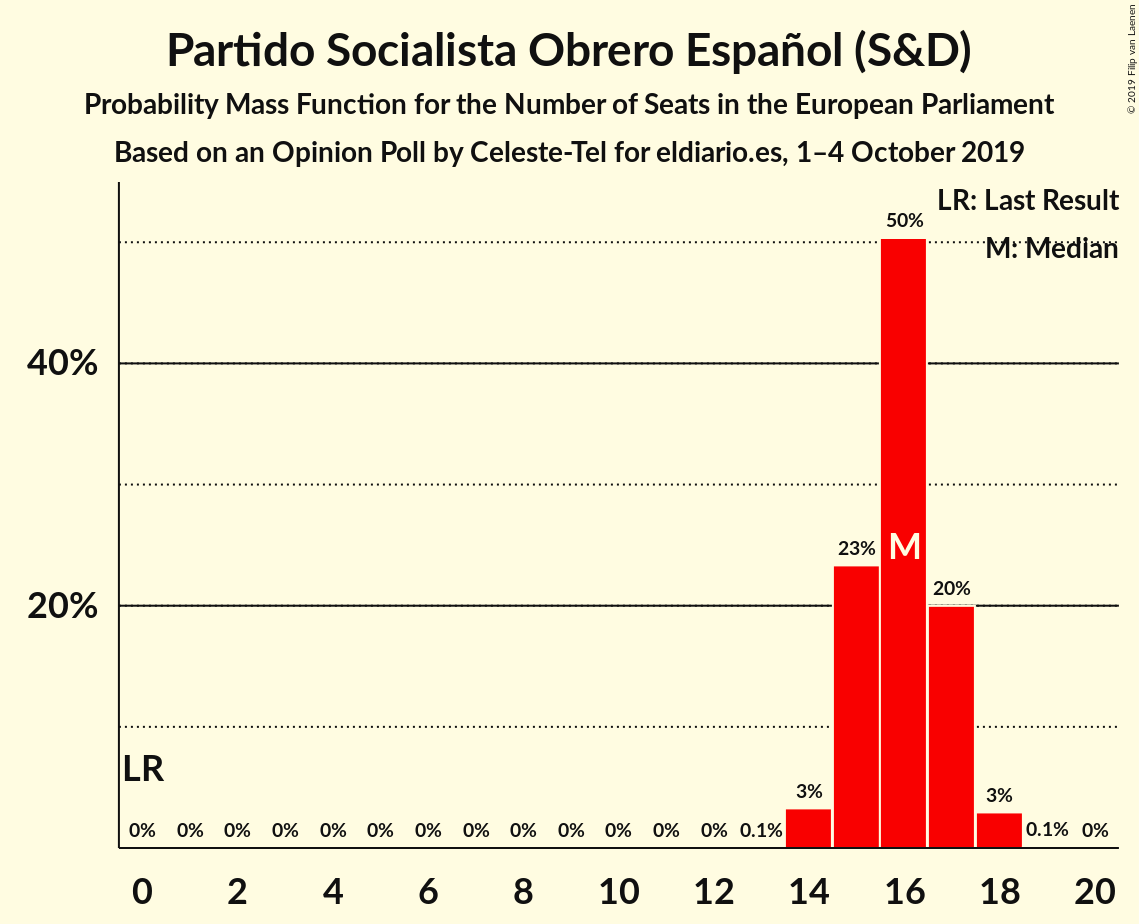 Partido Socialista Obrero Español (S&D)
Probability Mass Function for the Number of Seats in the European Parliament
Based on an Opinion Poll by Celeste-Tel for eldiario.es, 1–4 October 2019
© 2019 Filip van Laenen
LR: Last Result
M: Median
50%
40%
23%
M
20%
20%
LR
3%
3%
0% 0% 0% 0% 0% 0% 0% 0% 0% 0% 0% 0% 0% 0.1% 0.1% 0%
0 2 4 6 8 10 12 14 16 18 20